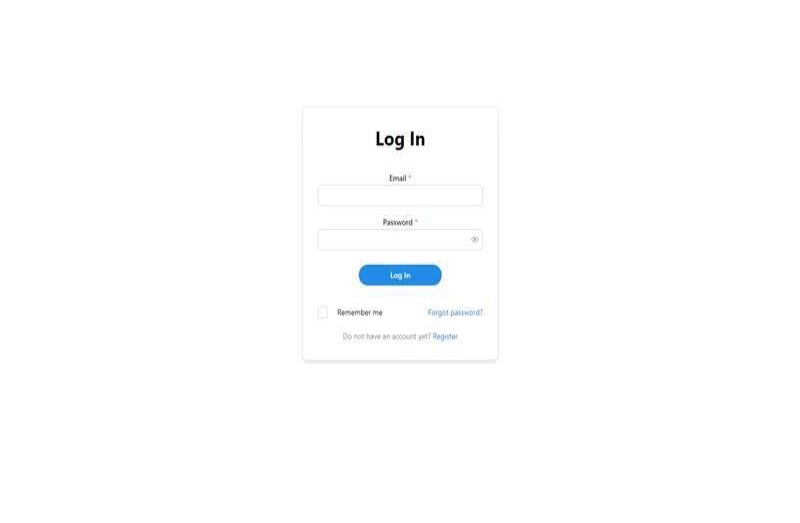 Log In
Email *
Password *
Log In
Remember me Forgot password?
Do not have an account yet? Register